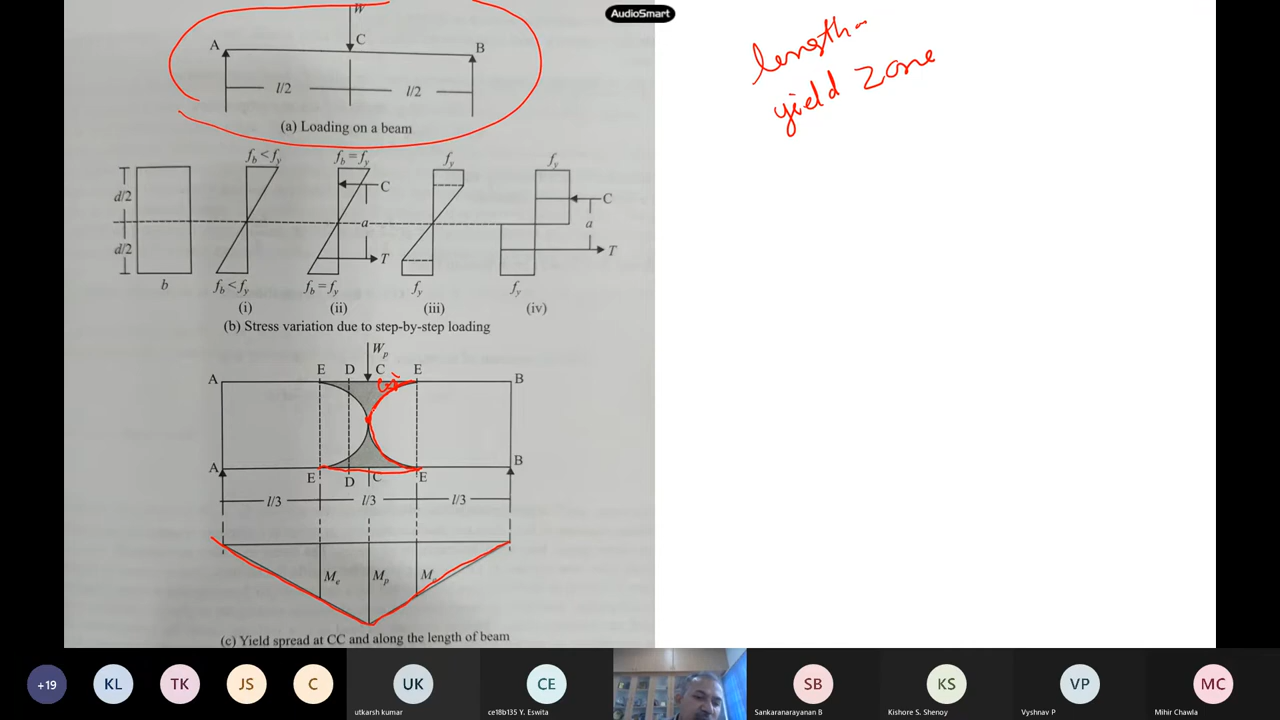 AudioSmart
W
A
C
B
l/2
l/2
(a) Loading on a beam
length
yield zone
f_b < f_y
f_b = f_y
f_y
f_y
d/2
d/2
b
C
a
T
C
a
T
f_b < f_y
f_b = f_y
f_y
f_y
(i)
(ii)
(iii)
(iv)
(b) Stress variation due to step-by-step loading
W_p
E D C E
A
B
A
B
E D C E
l/3
l/3
l/3
M_e
M_p
(c) Yield spread at CC and along the length of beam
+19
KL
TK
JS
C
UK
utkarsh kumar
CE
ce18b135 Y. Eswita
SB
Sankaranarayanan B
KS
Kishore S. Shenoy
VP
Vyshnav P
MC
Mihir Chawla